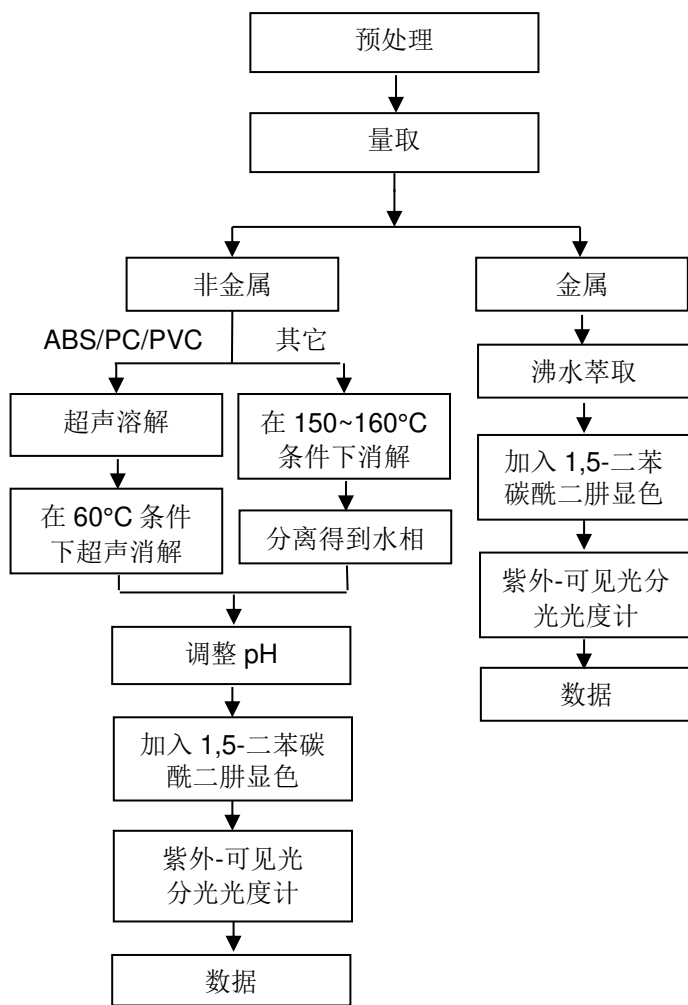 预处理
量取
非金属
金属
ABS/PC/PVC
其它
超声溶解
在 60°C 条件
下超声消解
在 150~160°C
条件下消解
分离得到水相
调整 pH
加入 1,5-二苯碳
酰二肼显色
紫外-可见光
分光光度计
数据
沸水萃取
加入 1,5-二苯
碳酰二肼显色
紫外-可见光分
光光度计
数据